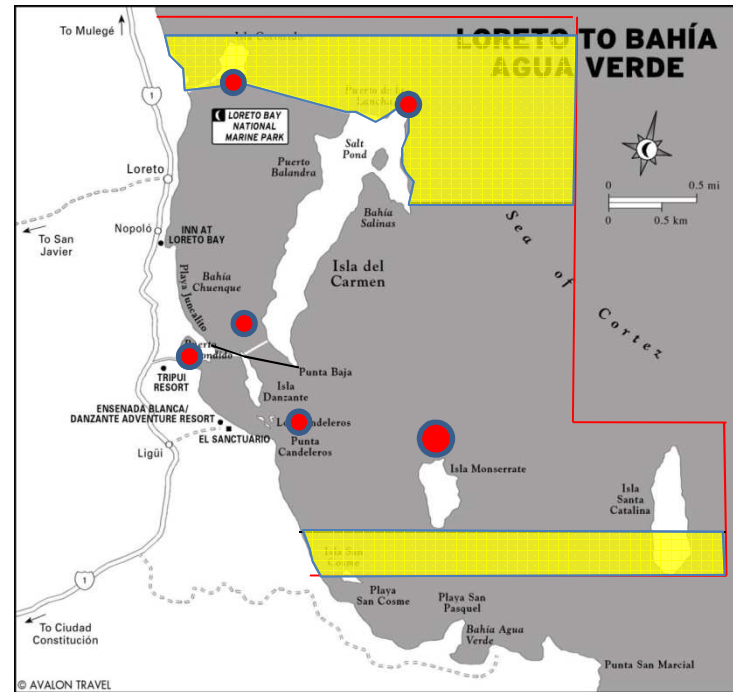 To Mulegé
LORETO TO BAHÍA
AGUA VERDE
1
LORETO BAY
NATIONAL
MARINE PARK
Salt
Pond
Puerto
Balandra
Loreto
0 0.5 mi
0 0.5 km
Bahía
Salinas
Nopoló
INN AT
LORETO BAY
To San
Javier
Sea of Cortez
Isla del
Carmen
Bahía
Chuenque
Playa Juncalito
Punta Baja
TRIPUI
RESORT
Isla
Danzante
ENSENADA BLANCA/
DANZANTE ADVENTURE RESORT
EL SANCTUARIO
Punta
Candeleros
Ligüí
Isla Monserrate
Isla
Santa
Catalina
1
Playa
San Cosme
Playa San
Pasquel
Bahía Agua
Verde
To Ciudad
Constitución
Punta San Marcial
© AVALON TRAVEL